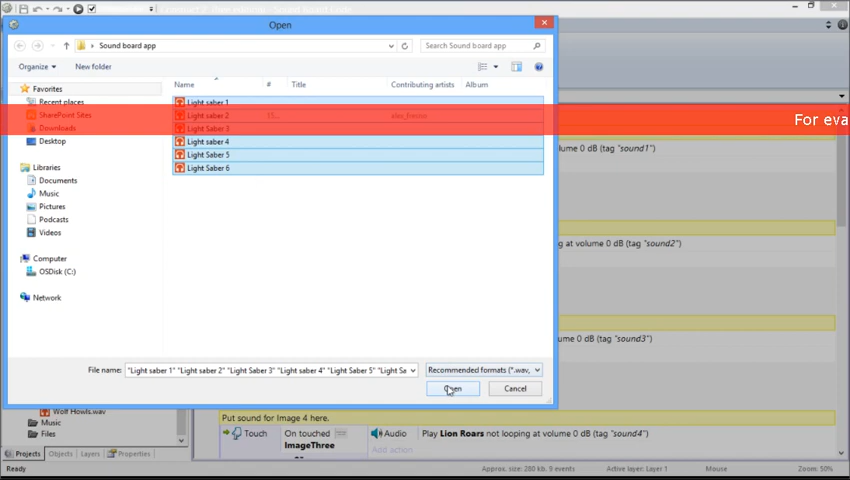 Open
Sound board app
Search Sound board app
Organize
New folder
Name
#
Title
Contributing artists
Album
Favorites
Recent places
SharePoint Sites
Downloads
Desktop
Libraries
Documents
Music
Pictures
Podcasts
Videos
Computer
OSDisk (C:)
Network
Light saber 1
Light saber 2
15...
Light Saber 3
Light saber 4
Light Saber 5
Light Saber 6
For eva
ume 0 dB (tag "sound1")
g at volume 0 dB (tag "sound2")
ume 0 dB (tag "sound3")
File name:
"Light saber 1" "Light saber 2" "Light Saber 3" "Light saber 4" "Light Saber 5" "Light Sa
Recommended formats (*.wav,
Open
Cancel
Wolf Howls.wav
Music
Files
Put sound for Image 4 here.
Touch
On touched
ImageThree
Audio
Play Lion Roars not looping at volume 0 dB (tag "sound4")
Add action
Projects
Objects
Layers
Properties
Ready
Approx. size: 280 kb. 9 events
Active layer: Layer 1
Mouse
Zoom: 50%